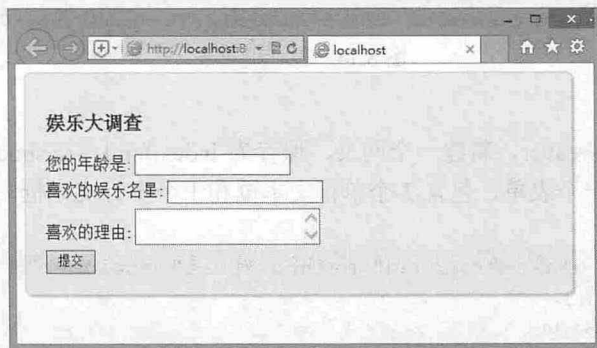 http://localhost:8
localhost
娱乐大调查
您的年龄是:
喜欢的娱乐名星:
喜欢的理由:
提交